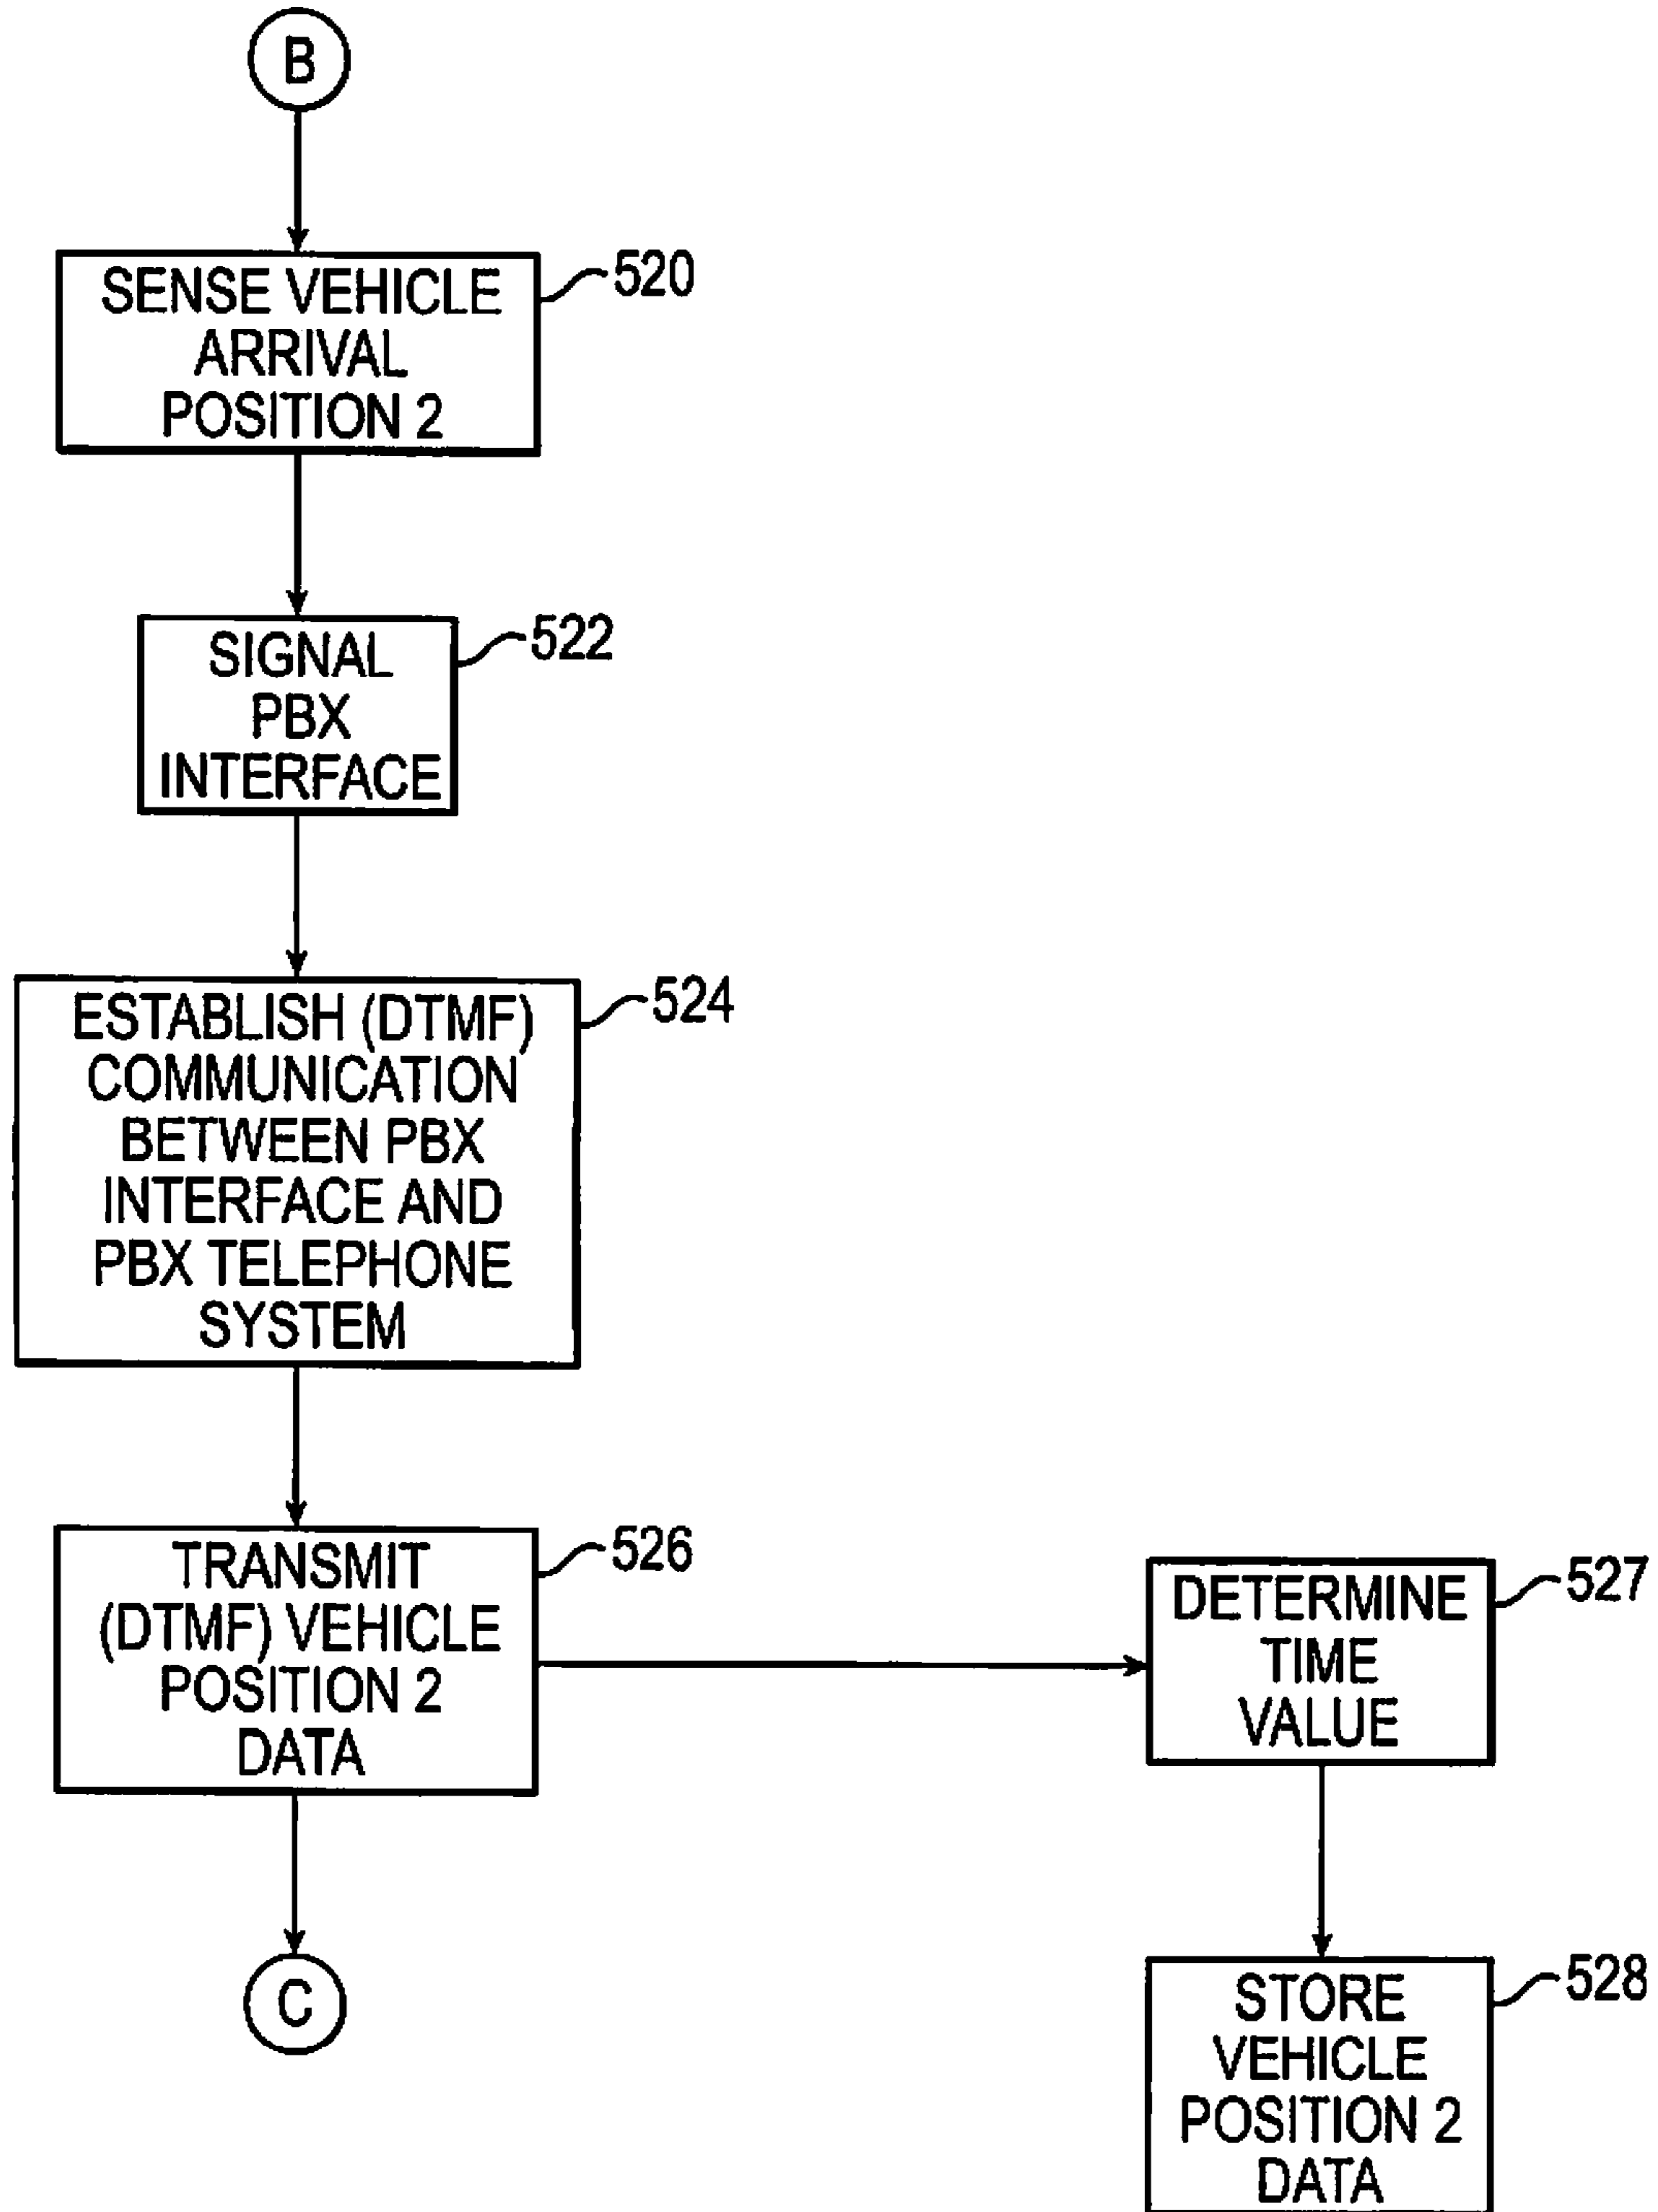 B
SENSE VEHICLE
ARRIVAL
POSITION 2
520
SIGNAL
PBX
INTERFACE
522
ESTABLISH (DTMF)
COMMUNICATION
BETWEEN PBX
INTERFACE AND
PBX TELEPHONE
SYSTEM
524
TRANSMIT
(DTMF) VEHICLE
POSITION 2
DATA
526
DETERMINE
TIME
VALUE
527
C
STORE
VEHICLE
POSITION 2
DATA
528